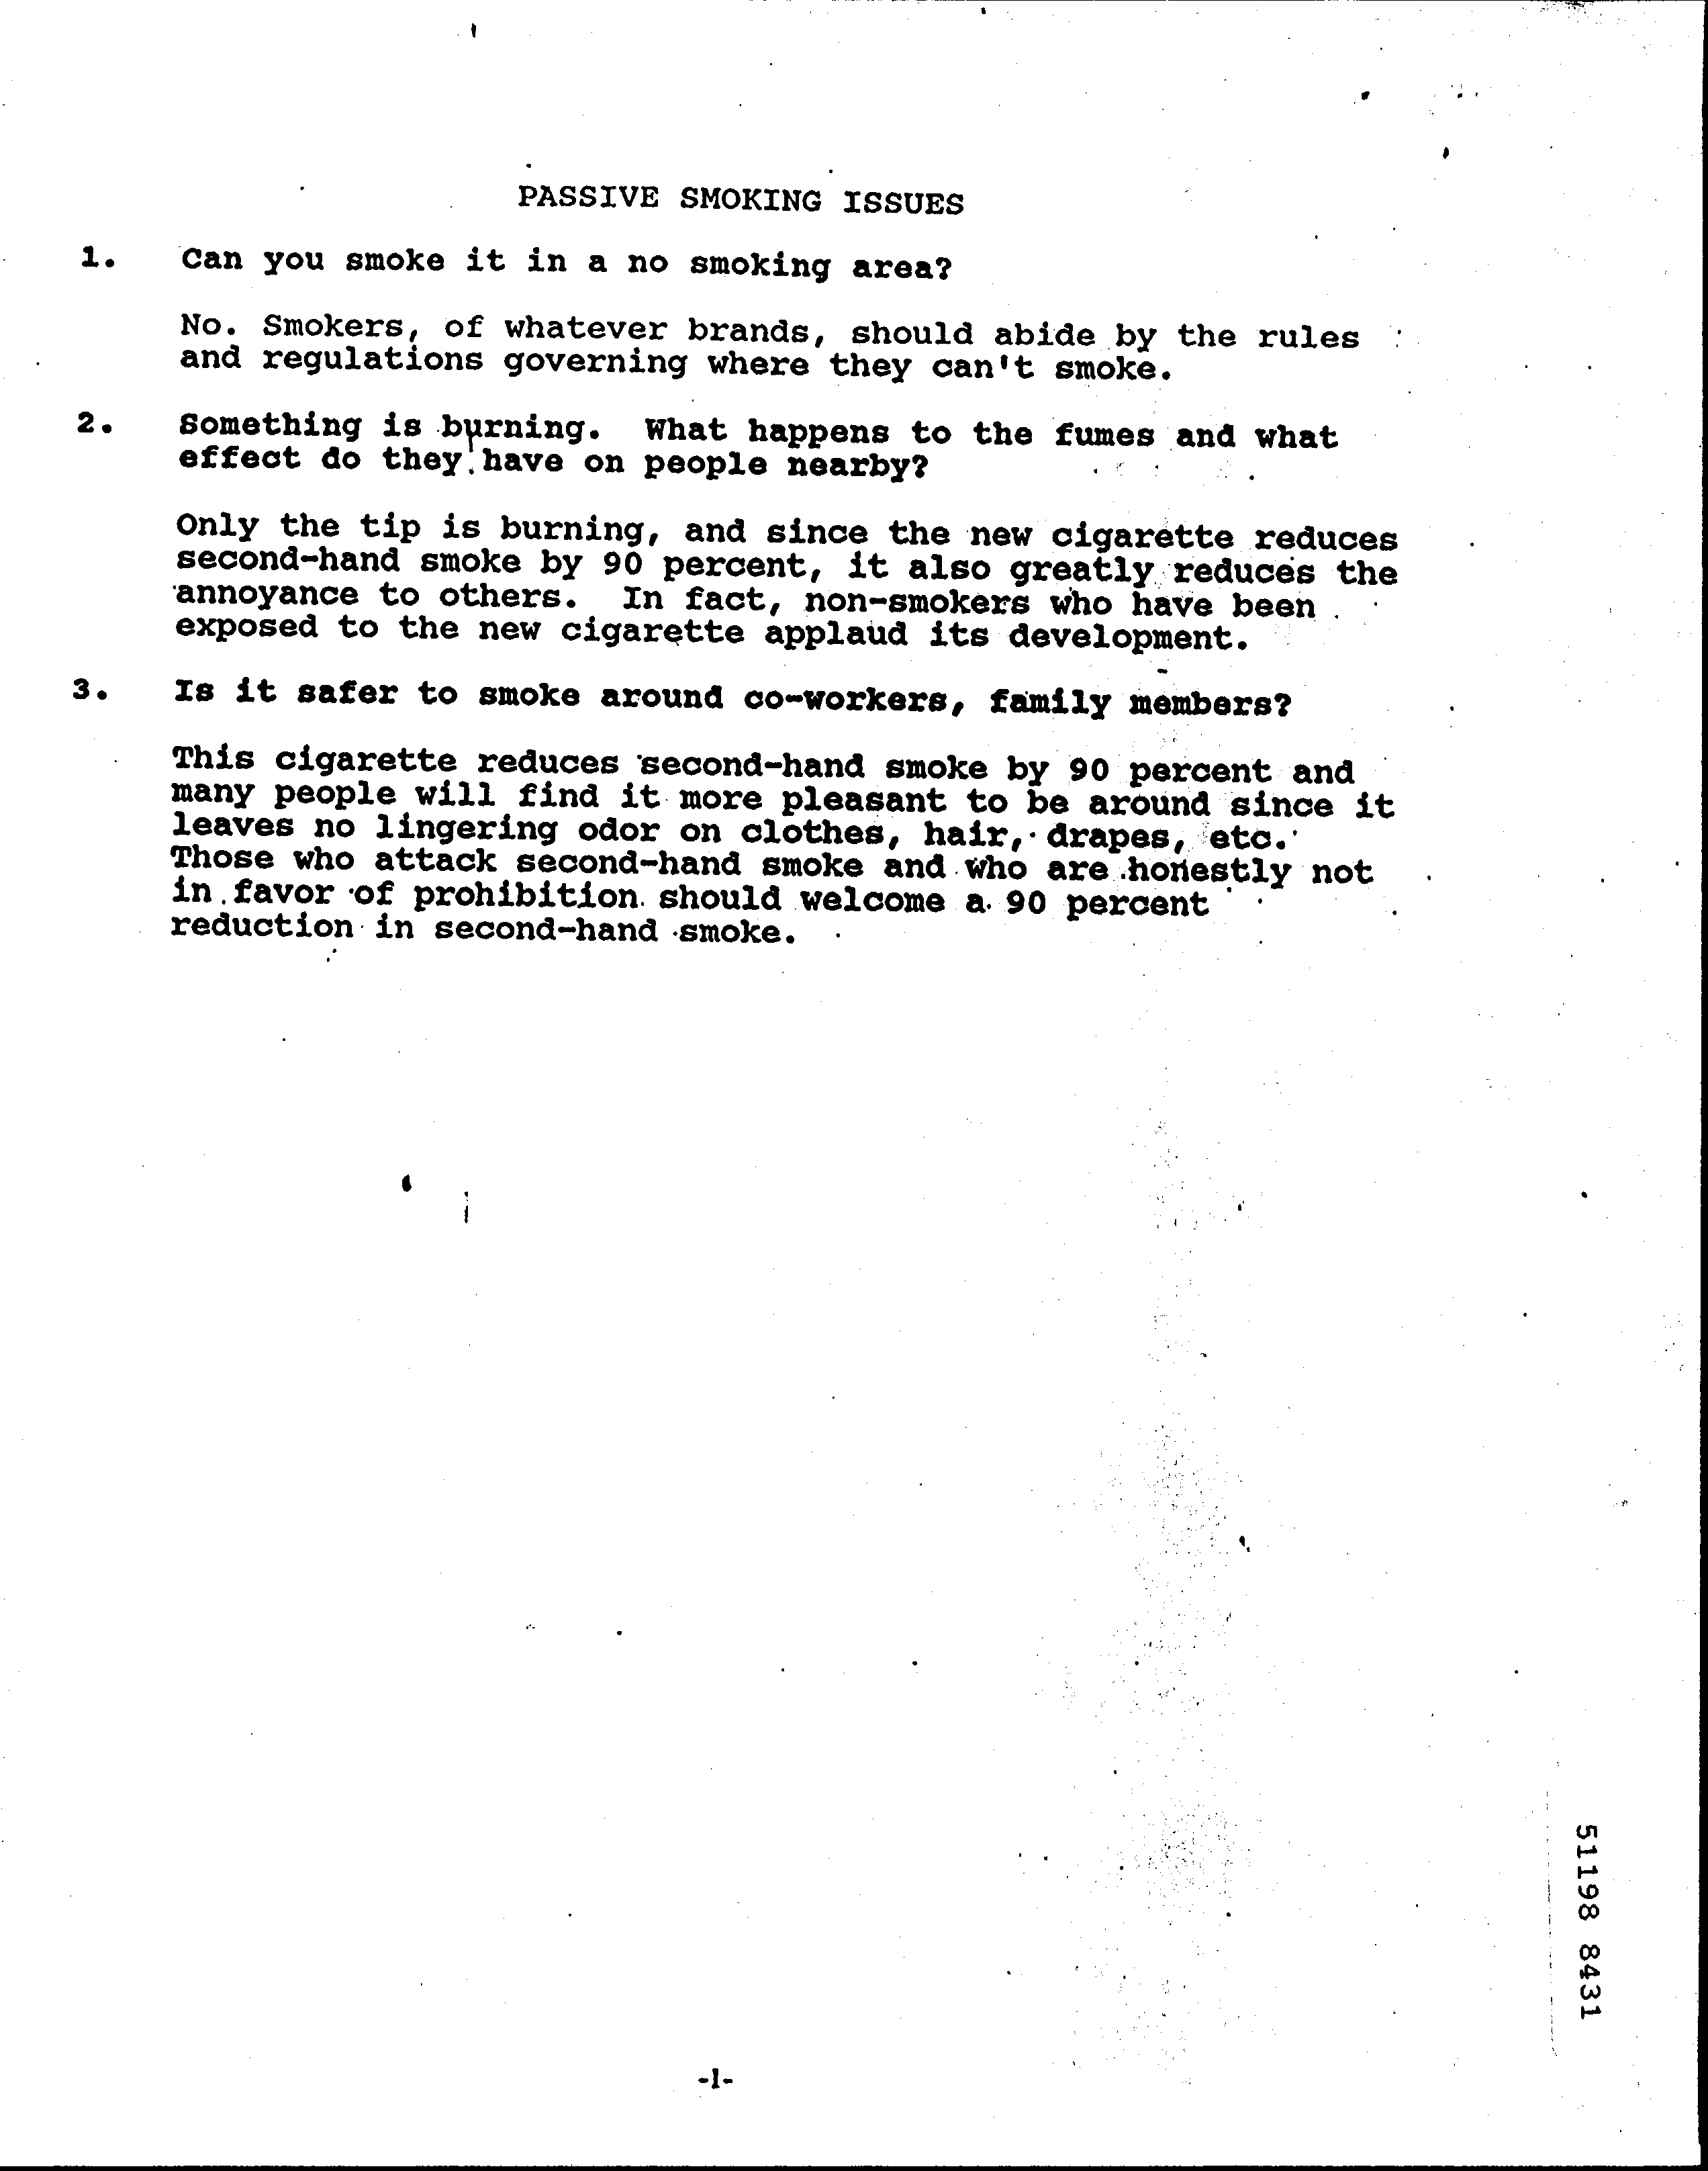 PASSIVE SMOKING ISSUES
1. Can you smoke it in a no smoking area?
No. Smokers, of whatever brands, should abide by the rules
and regulations governing where they can't smoke.
2. Something is burning. What happens to the fumes and what
effect do they have on people nearby?
Only the tip is burning, and since the new cigarette reduces
second-hand smoke by 90 percent, it also greatly reduces the
annoyance to others. In fact, non-smokers who have been
exposed to the new cigarette applaud its development.
3. Is it safer to smoke around co-workers, family members?
This cigarette reduces second-hand smoke by 90 percent and
many people will find it more pleasant to be around since it
leaves no lingering odor on clothes, hair, drapes, etc.
Those who attack second-hand smoke and who are honestly not
in favor of prohibition should welcome a 90 percent
reduction in second-hand smoke.
51198 8431
-1-